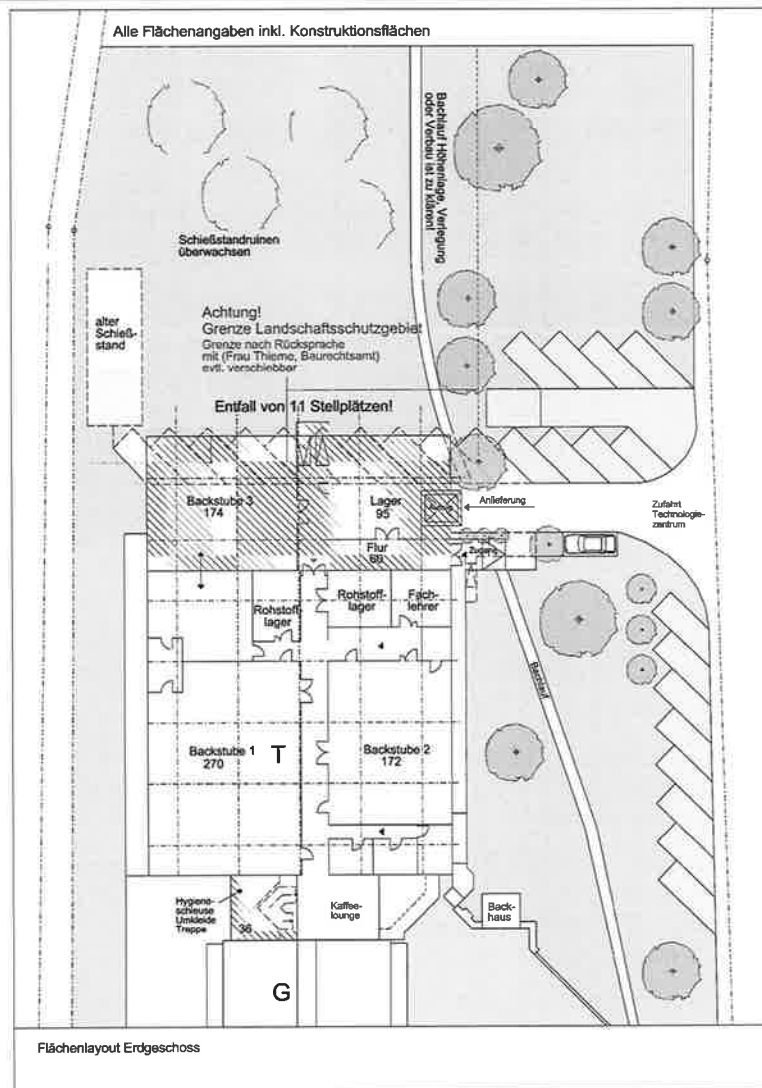 Alle Flächenangaben inkl. Konstruktionsflächen
Bachlauf Höhenlage, Verlegung
oder Verbau ist zu klären!
Schießstandruinen
überwachsen
alter
Schieß-
stand
Achtung!
Grenze Landschaftsschutzgebiet
Grenze nach Rücksprache
mit (Frau Thieme, Baurechtsamt)
evtl. verschiebbar
Entfall von 11 Stellplätzen!
Backstube 3
174
Lager
95
Anlieferung
Zufahrt
Technologie-
zentrum
Flur
Zugang
Rohstoff-
lager
Rohstoff-
lager
Fach-
lehrer
Bachlauf
Backstube 1
270
T
Backstube 2
172
Hygiene-
schleuse
Umkleide
Treppe
36
Kaffee-
lounge
Back-
haus
G
Flächenlayout Erdgeschoss